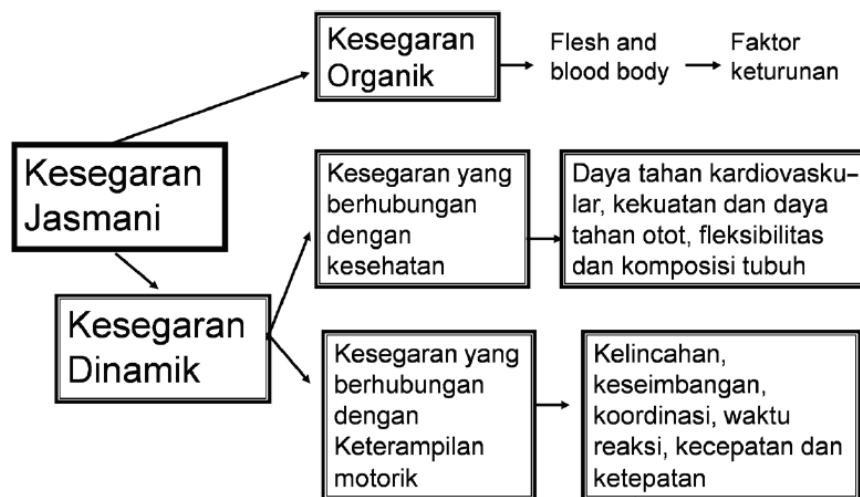 Kesegaran
Organik
Flesh and
blood body
Faktor
keturunan
Kesegaran
Jasmani
Kesegaran yang
berhubungan
dengan
kesehatan
Daya tahan kardiovasku-
lar, kekuatan dan daya
tahan otot, fleksibilitas
dan komposisi tubuh
Kesegaran
Dinamik
Kesegaran yang
berhubungan
dengan
Keterampilan
motorik
Kelincahan,
keseimbangan,
koordinasi, waktu
reaksi, kecepatan dan
ketepatan